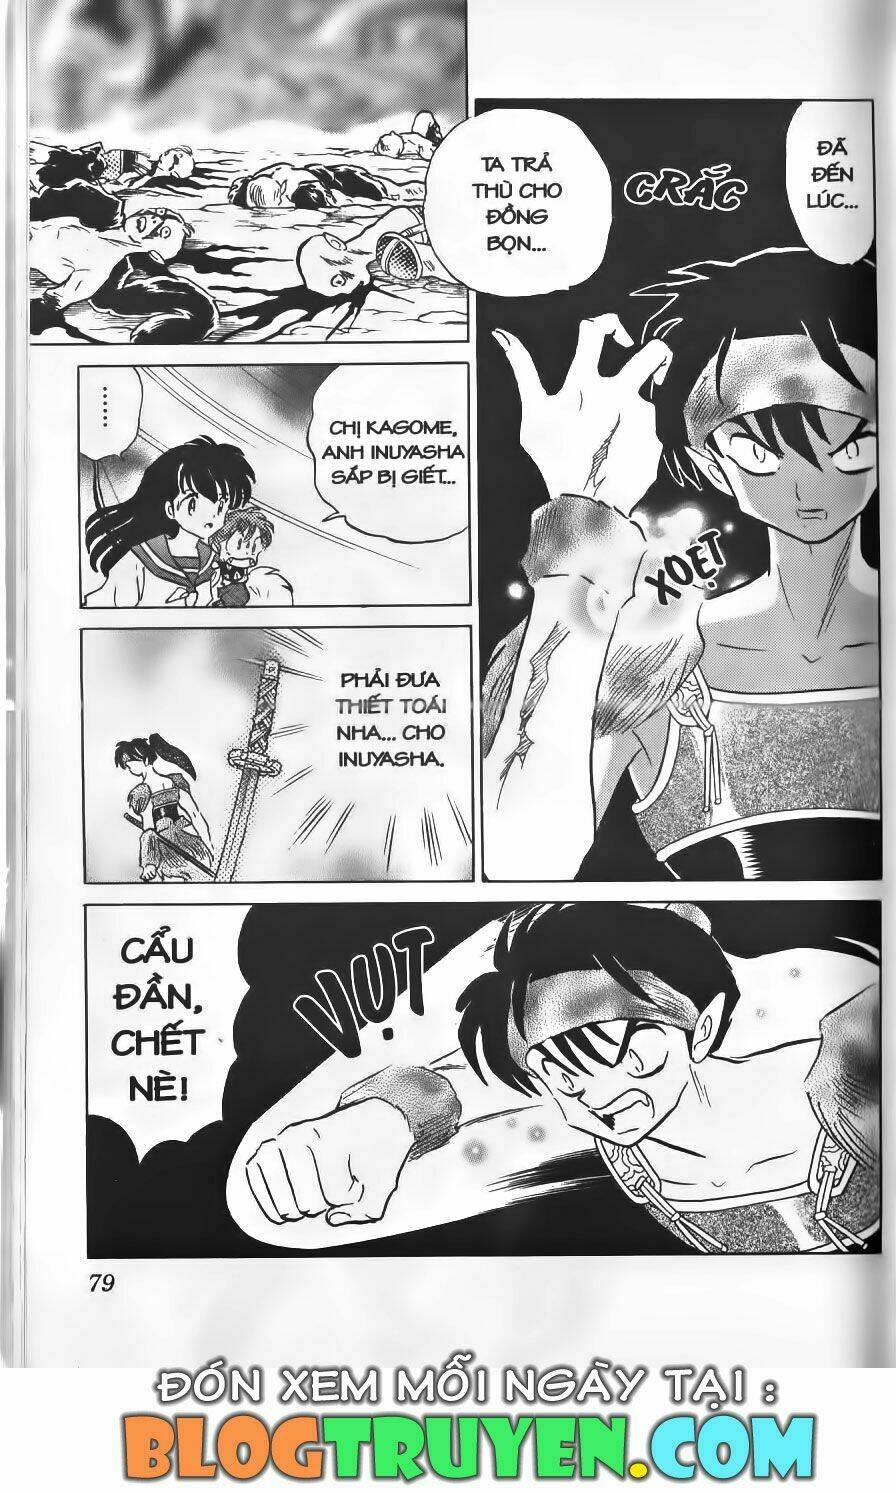 ĐÃ
ĐẾN
LÚC...
CRẮC
TA TRẢ
THÙ CHO
ĐỒNG
BỌN...
XOẸT
CHỊ KAGOME,
ANH INUYASHA
SẮP BỊ GIẾT...
.......
PHẢI ĐƯA
THIẾT TOÁI
NHA... CHO
INUYASHA.
VỤT
CẨU
ĐẦN,
CHẾT
NÈ!
79
ĐÓN XEM MỖI NGÀY TẠI :
BLOGTRUYEN.COM